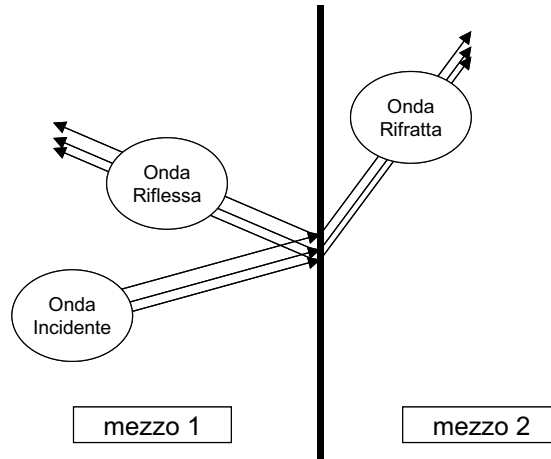 Onda
Rifratta
Onda
Riflessa
Onda
Incidente
mezzo 1
mezzo 2